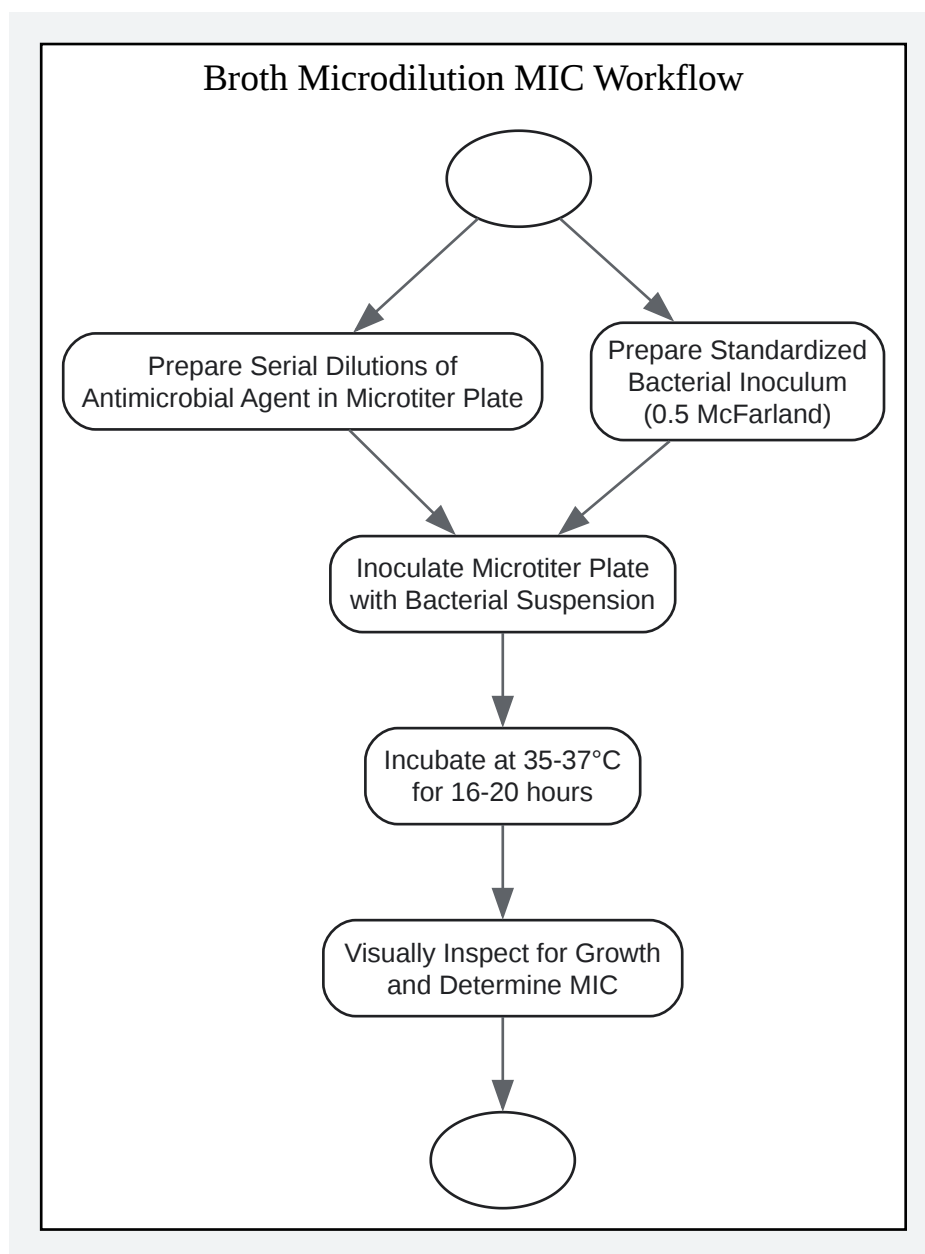 Broth Microdilution MIC Workflow
Prepare Serial Dilutions of
Antimicrobial Agent in Microtiter Plate
Prepare Standardized
Bacterial Inoculum
(0.5 McFarland)
Inoculate Microtiter Plate
with Bacterial Suspension
Incubate at 35-37°C
for 16-20 hours
Visually Inspect for Growth
and Determine MIC